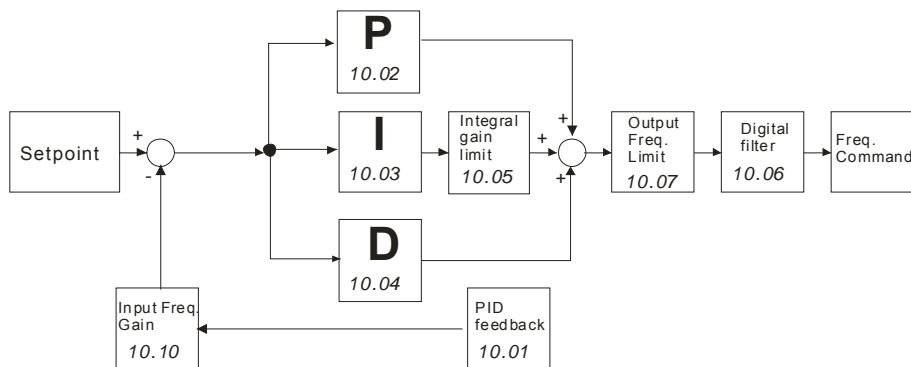 P
10.02
Setpoint
+
-
I
10.03
Integral
gain
limit
10.05
+
+
+
Output
Freq.
Limit
10.07
Digital
filter
10.06
Freq.
Command
D
10.04
Input Freq.
Gain
10.10
PID
feedback
10.01